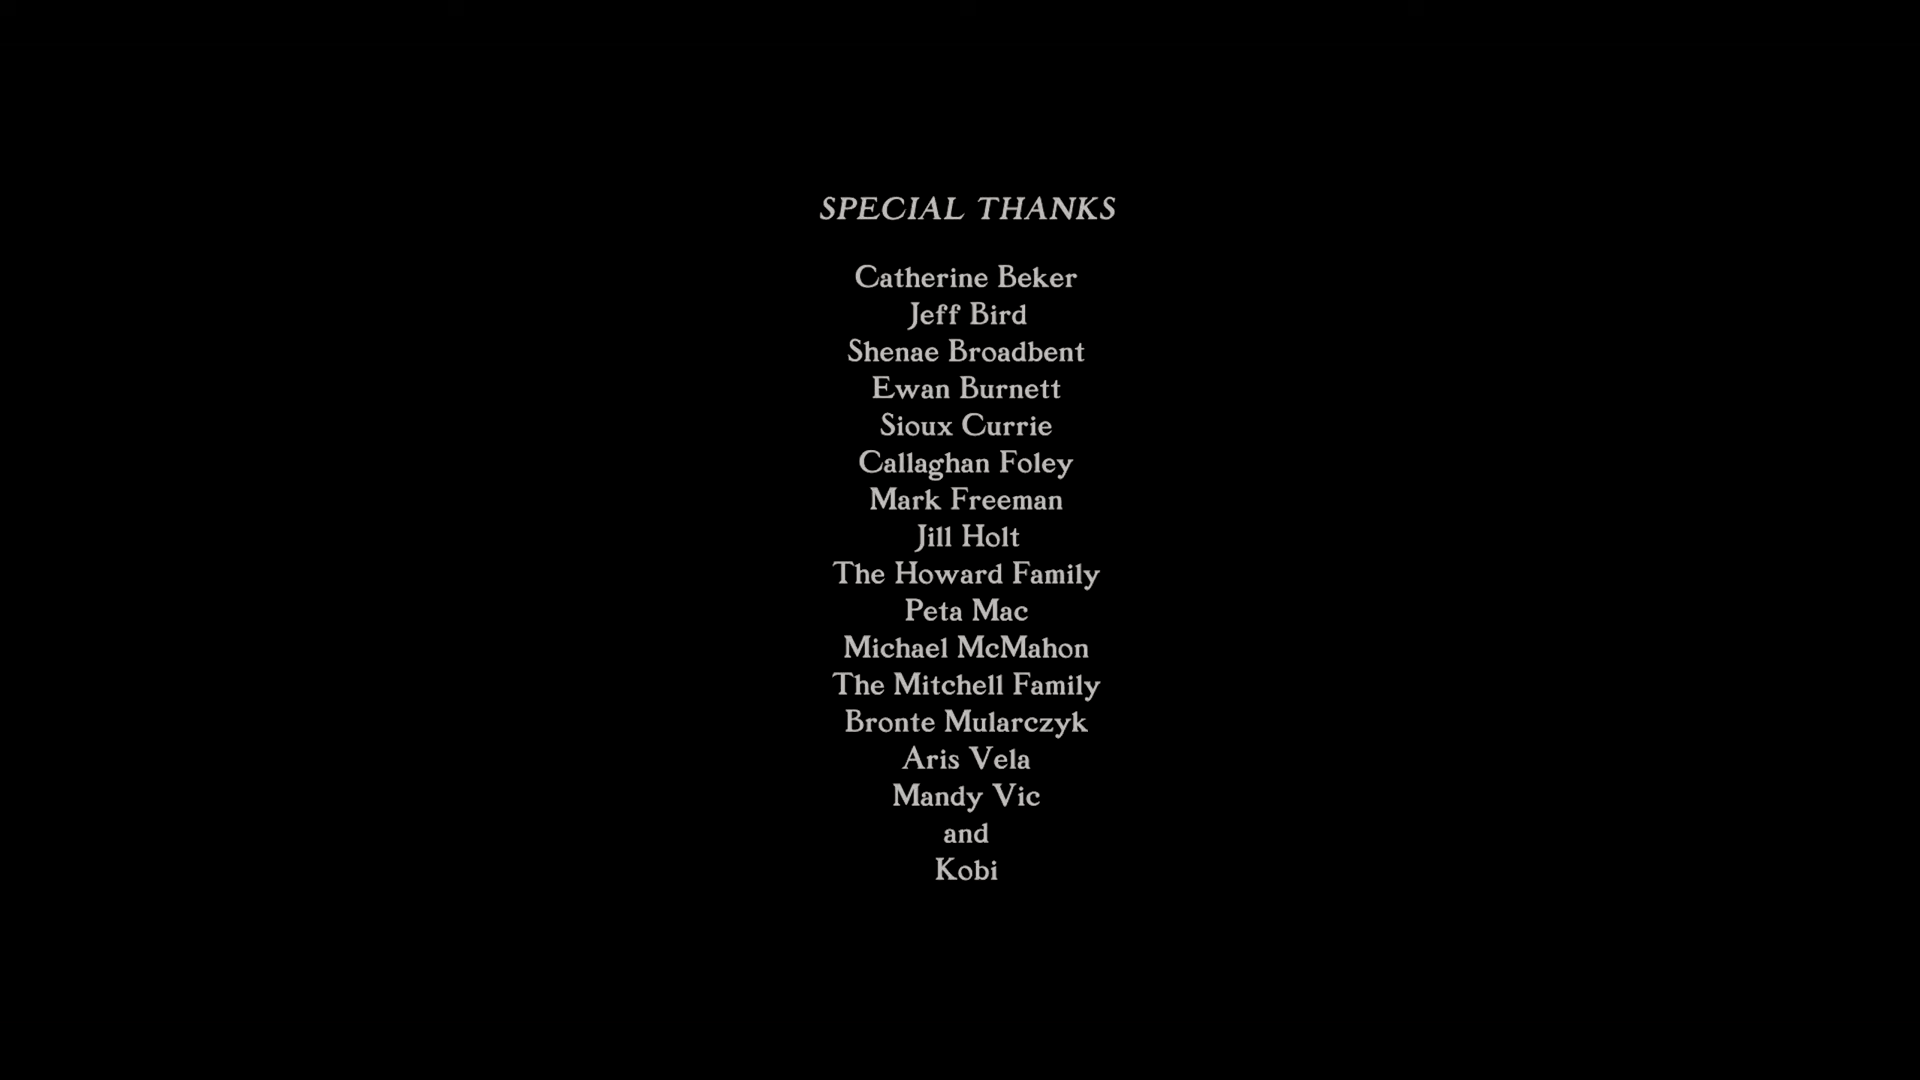 SPECIAL THANKS
Catherine Beker
Jeff Bird
Shenae Broadbent
Ewan Burnett
Sioux Currie
Callaghan Foley
Mark Freeman
Jill Holt
The Howard Family
Peta Mac
Michael McMahon
The Mitchell Family
Bronte Mularczyk
Aris Vela
Mandy Vic
and
Kobi